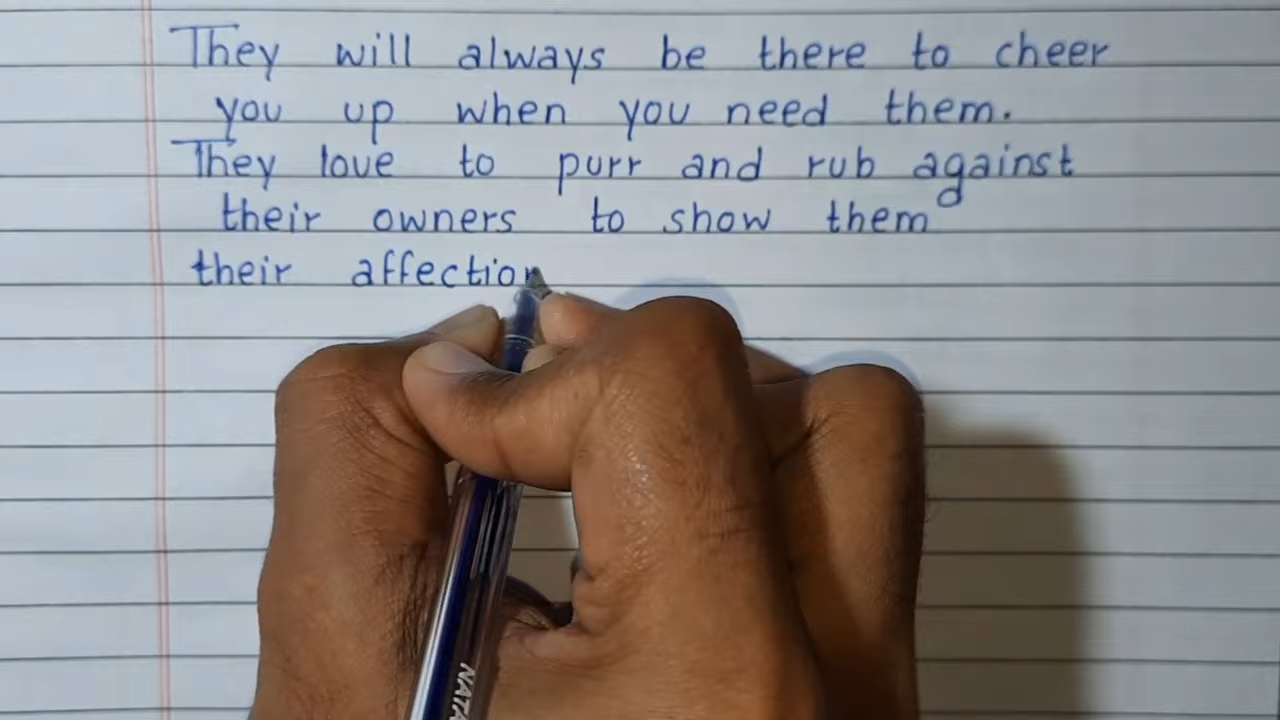 They will always be there to cheer
you up when you need them.
They love to purr and rub against
their owners to show them
their affection
NATA